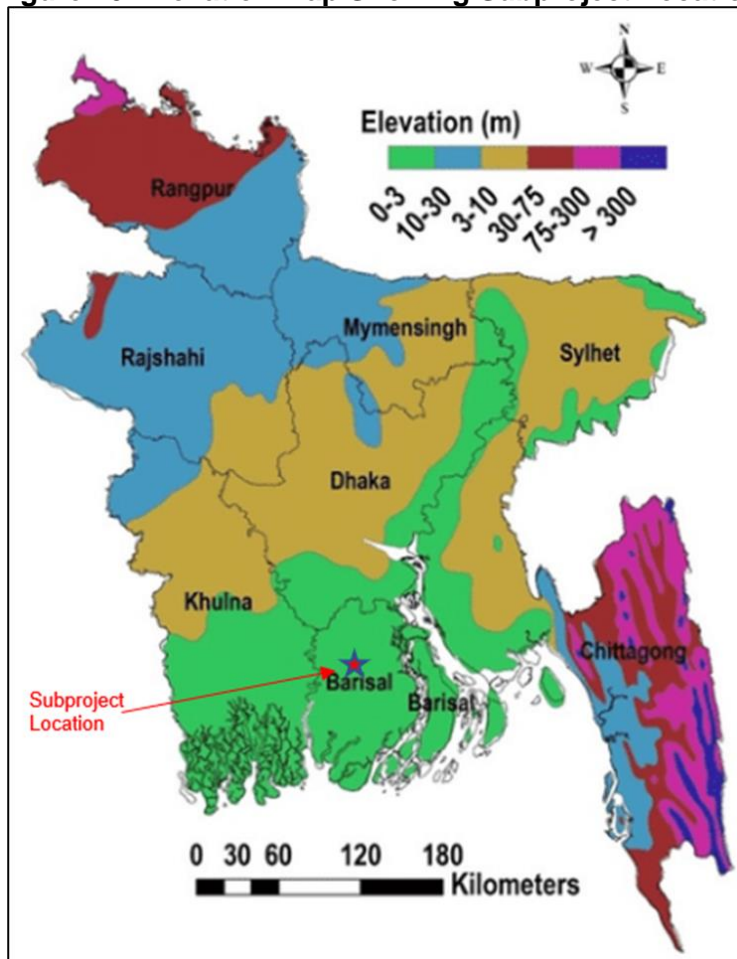 N
W E
S
Elevation (m)
0-3
10-30
3-10
30-75
75-300
> 300
Rangpur
Mymensingh
Sylhet
Rajshahi
Dhaka
Khulna
Chittagong
Barisal
Barisal
Subproject
Location
0 30 60 120 180
Kilometers